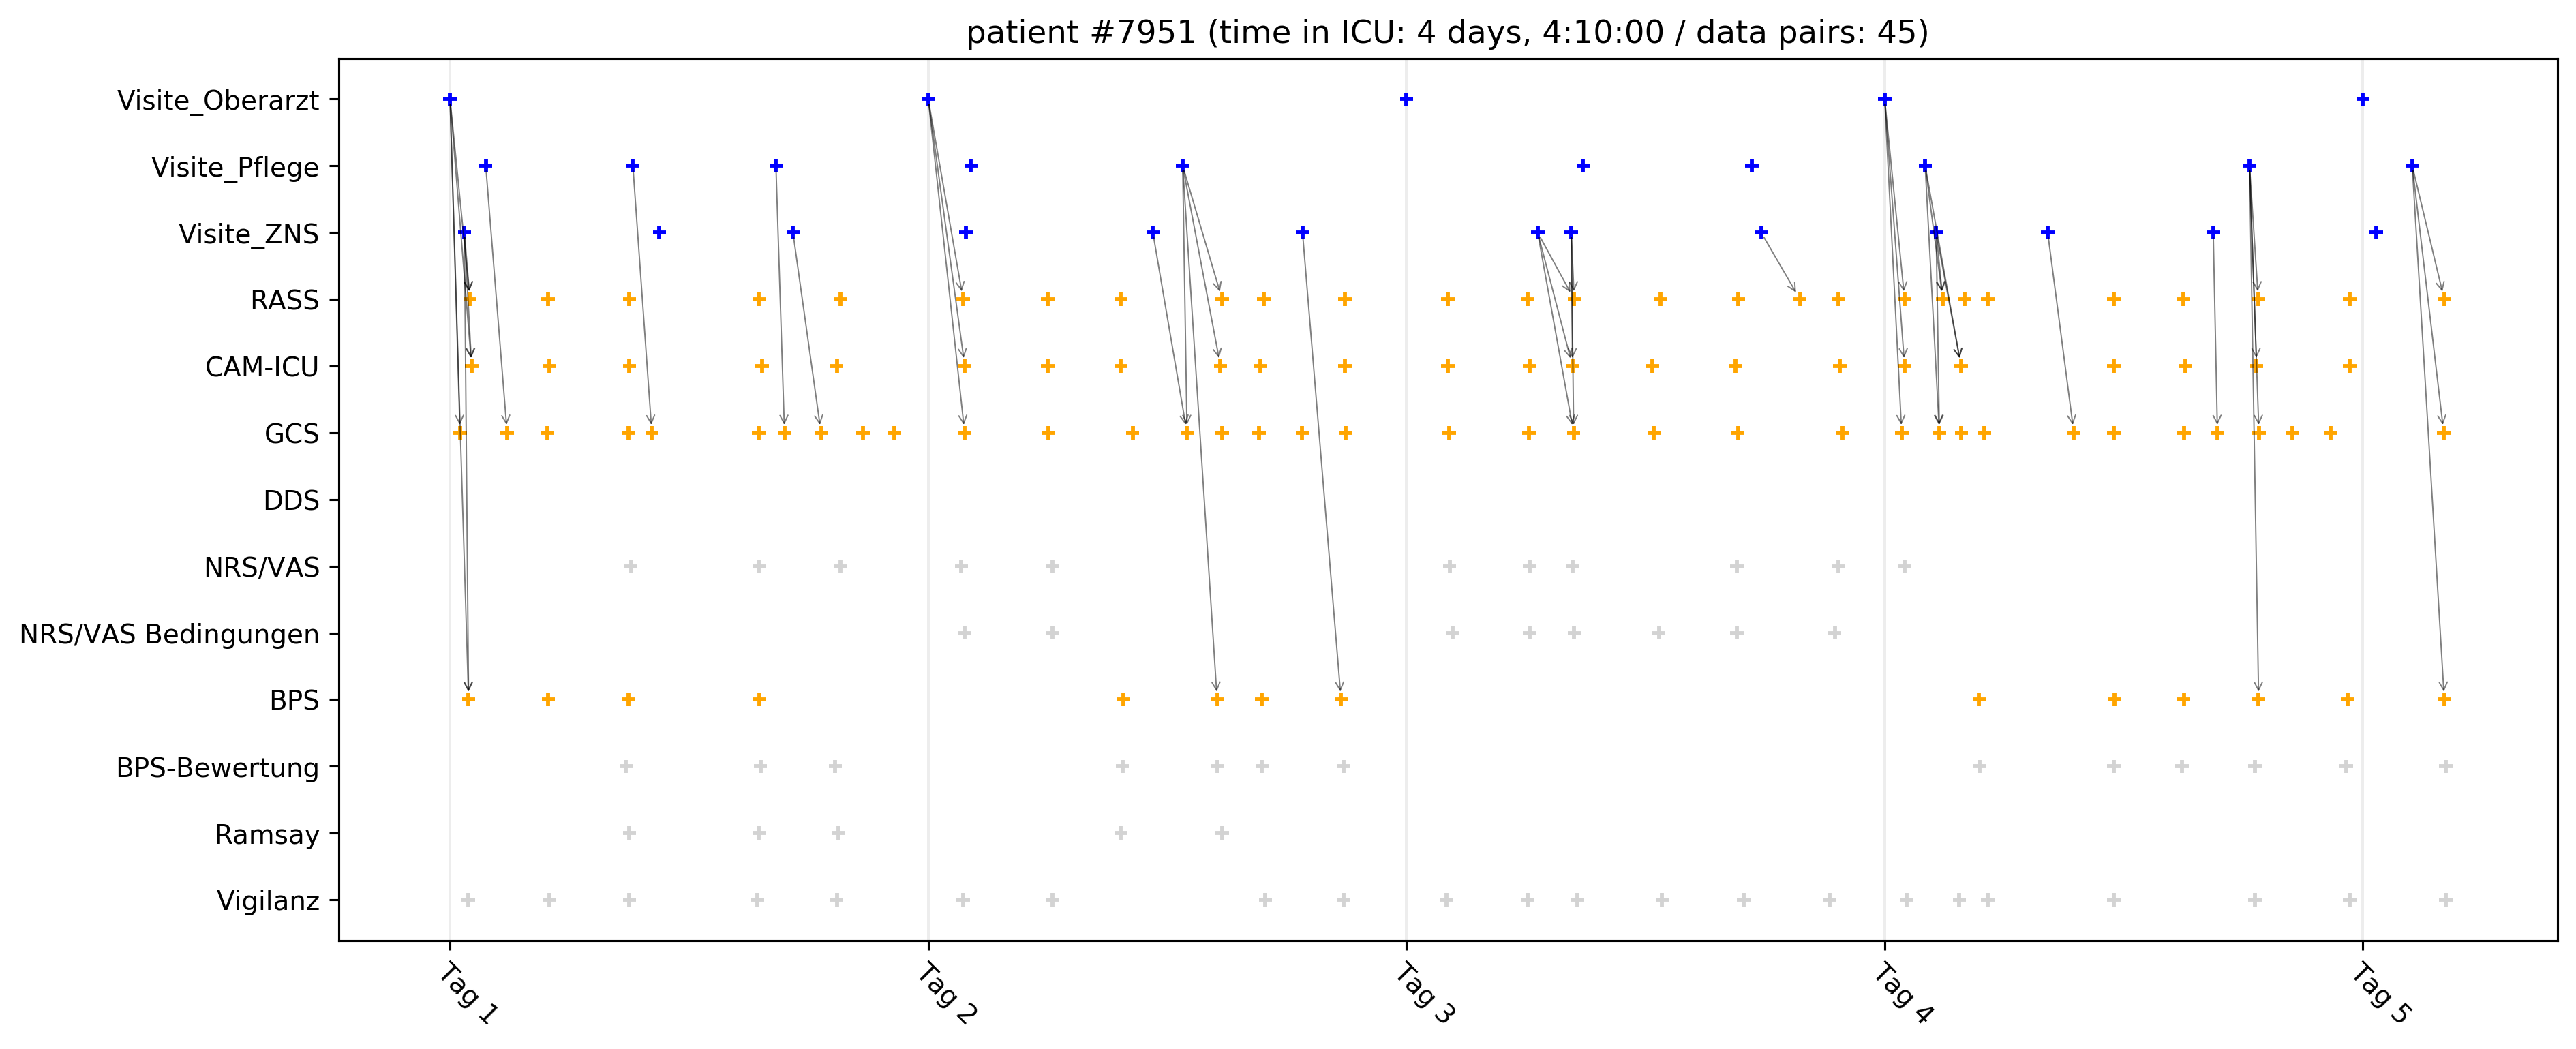 patient #7951 (time in ICU: 4 days, 4:10:00 / data pairs: 45)
Visite_Oberarzt
Visite_Pflege
Visite_ZNS
RASS
CAM-ICU
GCS
DDS
NRS/VAS
NRS/VAS Bedingungen
BPS
BPS-Bewertung
Ramsay
Vigilanz
Tag 1
Tag 2
Tag 3
Tag 4
Tag 5